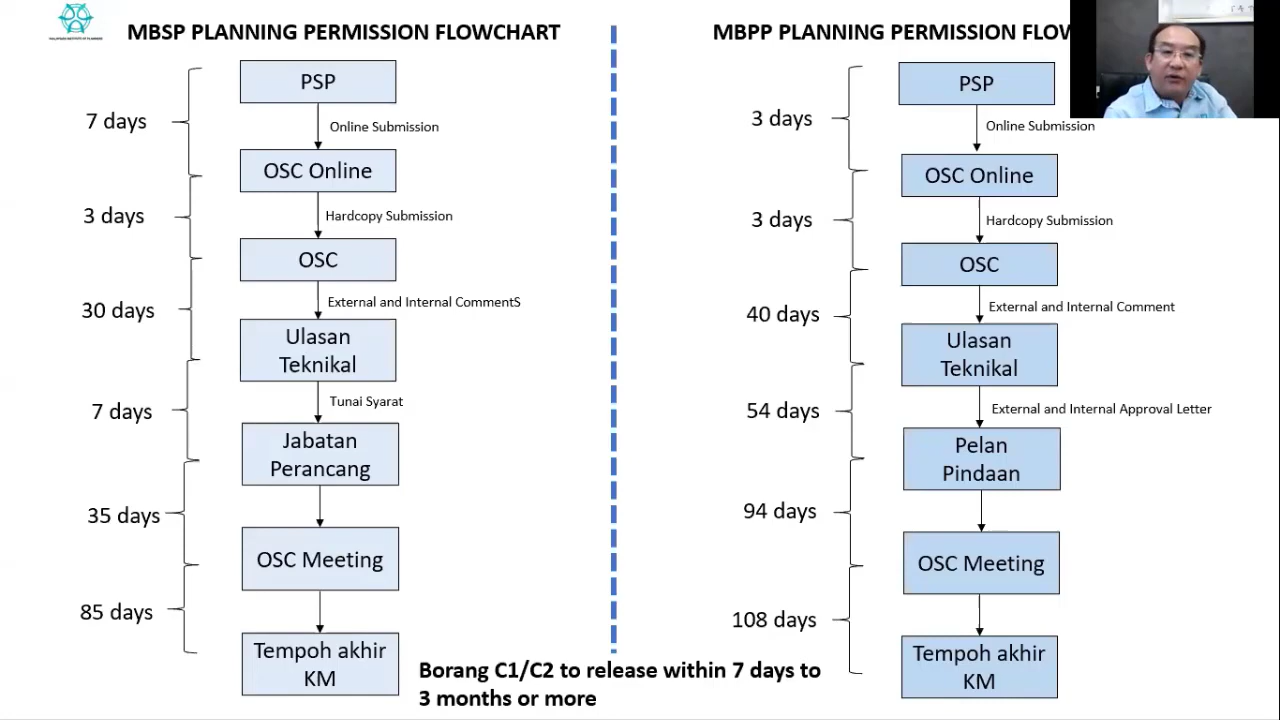 MBSP PLANNING PERMISSION FLOWCHART
7 days
PSP
Online Submission
OSC Online
3 days
Hardcopy Submission
OSC
30 days
External and Internal CommentS
Ulasan
Teknikal
7 days
Tunai Syarat
Jabatan
Perancang
35 days
OSC Meeting
85 days
Tempoh akhir
KM
MBPP PLANNING PERMISSION FLOW
3 days
PSP
Online Submission
OSC Online
3 days
Hardcopy Submission
OSC
40 days
External and Internal Comment
Ulasan
Teknikal
54 days
External and Internal Approval Letter
Pelan
Pindaan
94 days
OSC Meeting
108 days
Tempoh akhir
KM
Borang C1/C2 to release within 7 days to
3 months or more